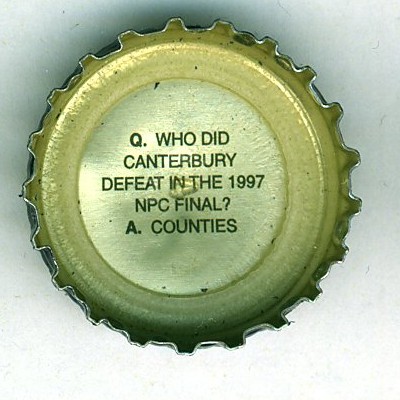 Q. WHO DID
CANTERBURY
DEFEAT IN THE 1997
NPC FINAL?
A. COUNTIES